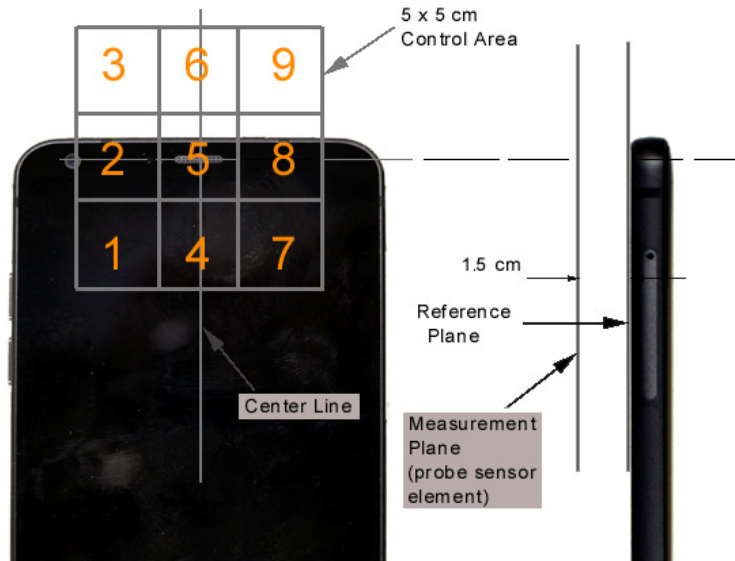 5 x 5 cm
Control Area
3 6 9
2 5 8
1 4 7
1.5 cm
Reference
Plane
Center Line
Measurement
Plane
(probe sensor
element)